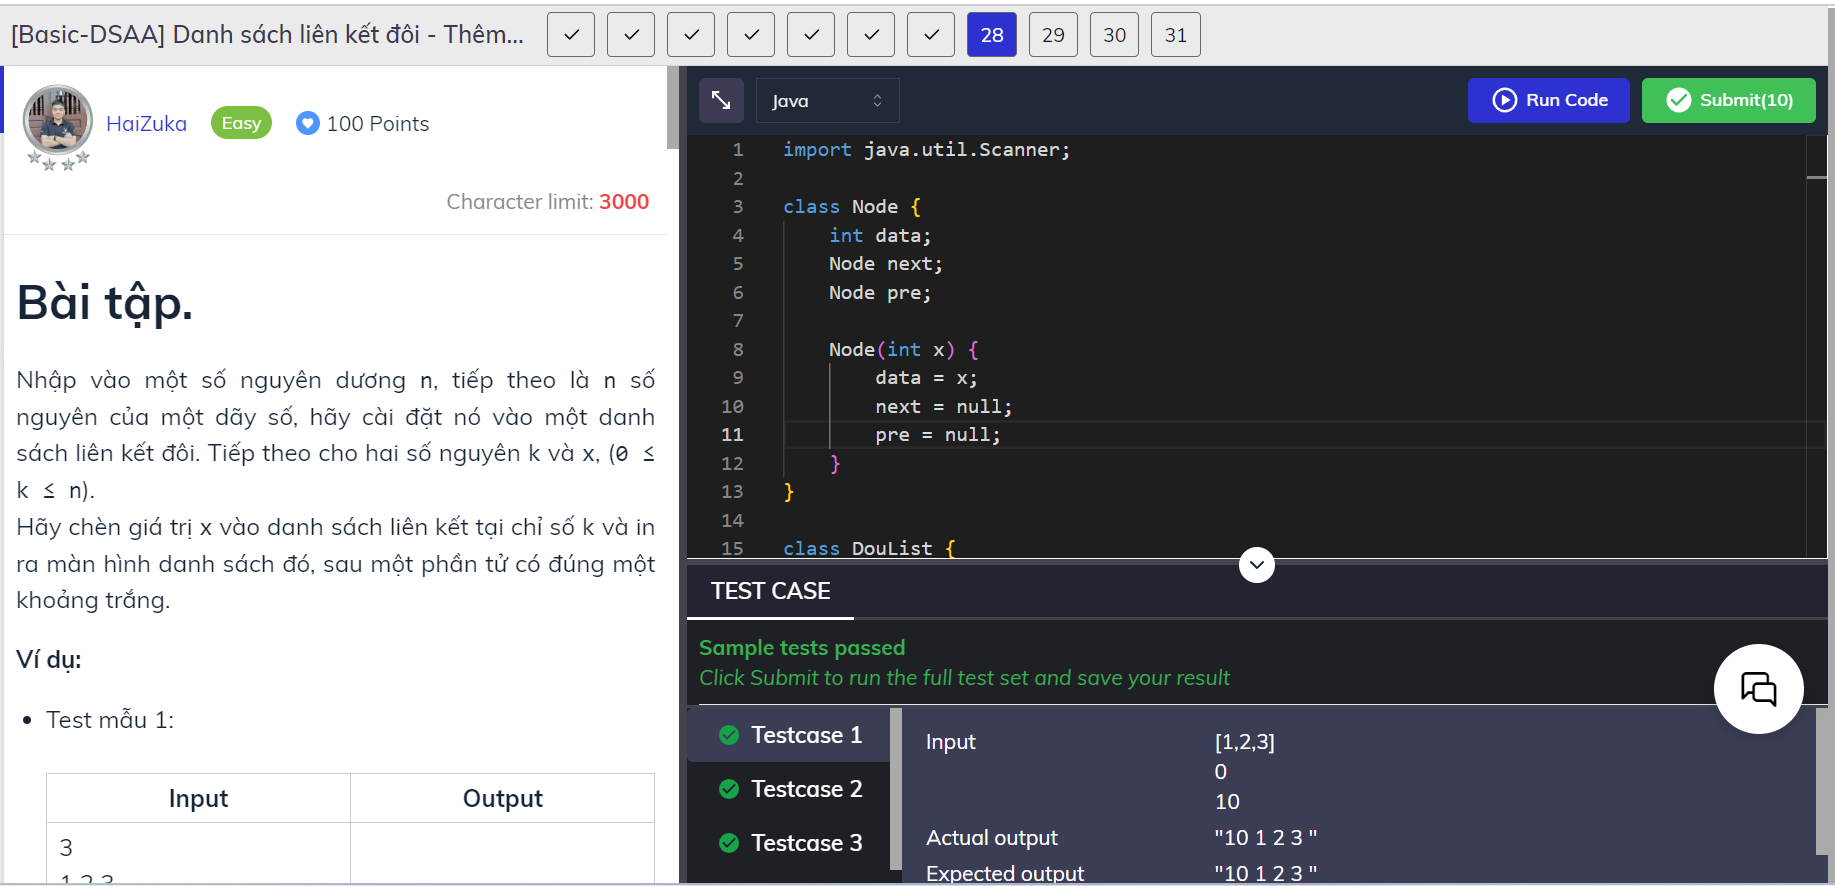 [Basic-DSAA] Danh sách liên kết đôi - Thêm...
28
29
30
31
HaiZuka
Easy
100 Points
Character limit: 3000
Bài tập.
Nhập vào một số nguyên dương n, tiếp theo là n số
nguyên của một dãy số, hãy cài đặt nó vào một danh
sách liên kết đôi. Tiếp theo cho hai số nguyên k và x, (0 ≤
k ≤ n).
Hãy chèn giá trị x vào danh sách liên kết tại chỉ số k và in
ra màn hình danh sách đó, sau một phần tử có đúng một
khoảng trắng.
Ví dụ:
• Test mẫu 1:
Input Output
3
1 2 3
Java
Run Code
Submit(10)
1 import java.util.Scanner;
2
3 class Node {
4 int data;
5 Node next;
6 Node pre;
7
8 Node(int x) {
9 data = x;
10 next = null;
11 pre = null;
12 }
13 }
14
15 class DouList {
TEST CASE
Sample tests passed
Click Submit to run the full test set and save your result
Testcase 1
Testcase 2
Testcase 3
Input [1,2,3]
0
10
Actual output "10 1 2 3 "
Expected output "10 1 2 3 "